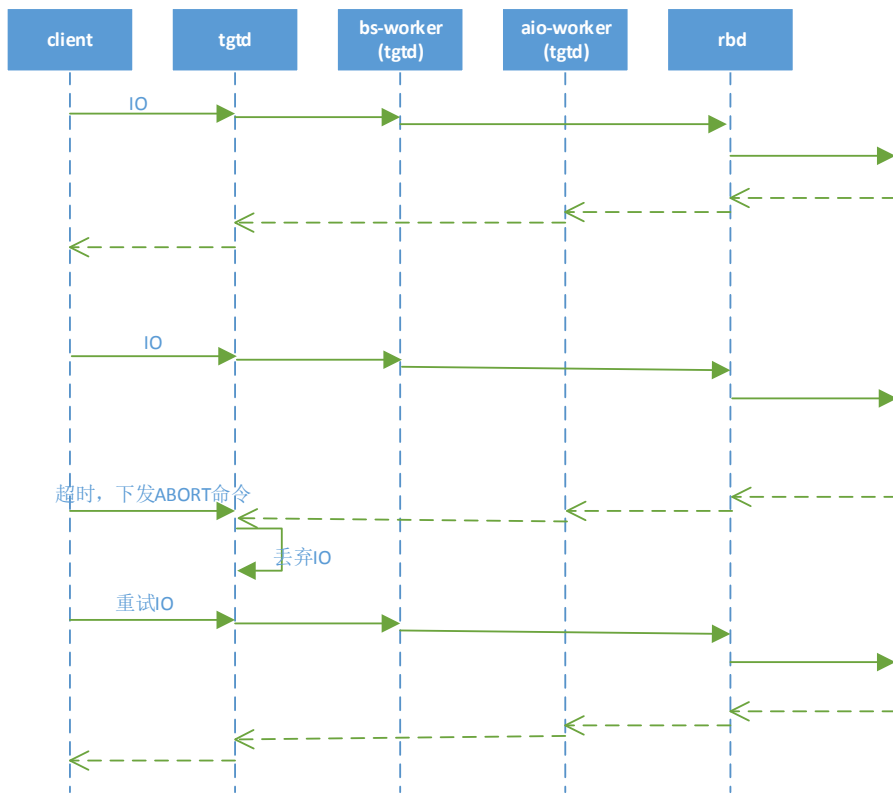 client
tgtd
bs-worker
(tgtd)
aio-worker
(tgtd)
rbd
IO
IO
超时，下发ABORT命令
丢弃IO
重试IO